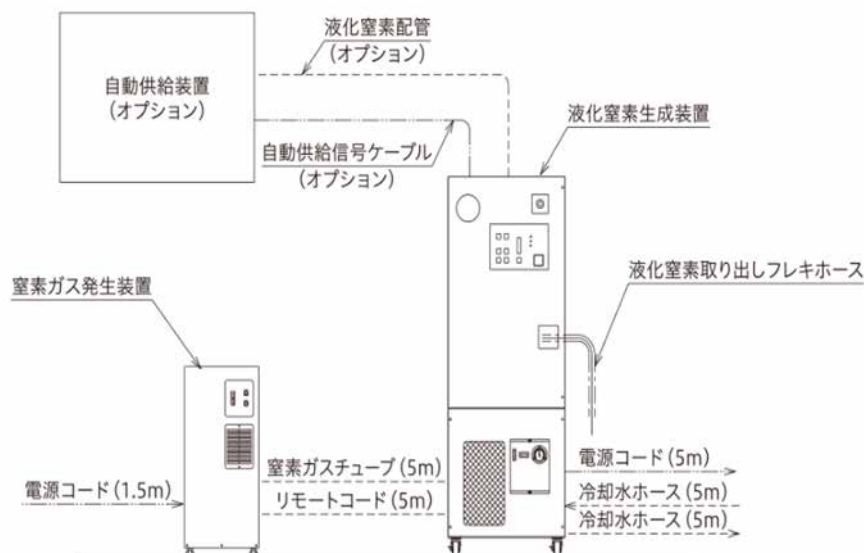 液化窒素配管
(オプション)
自動供給装置
(オプション)
液化窒素生成装置
自動供給信号ケーブル
(オプション)
液化窒素取り出しフレキホース
窒素ガス発生装置
窒素ガスチューブ(5m)
電源コード(5m)
電源コード(1.5m)
リモートコード(5m)
冷却水ホース(5m)
冷却水ホース(5m)